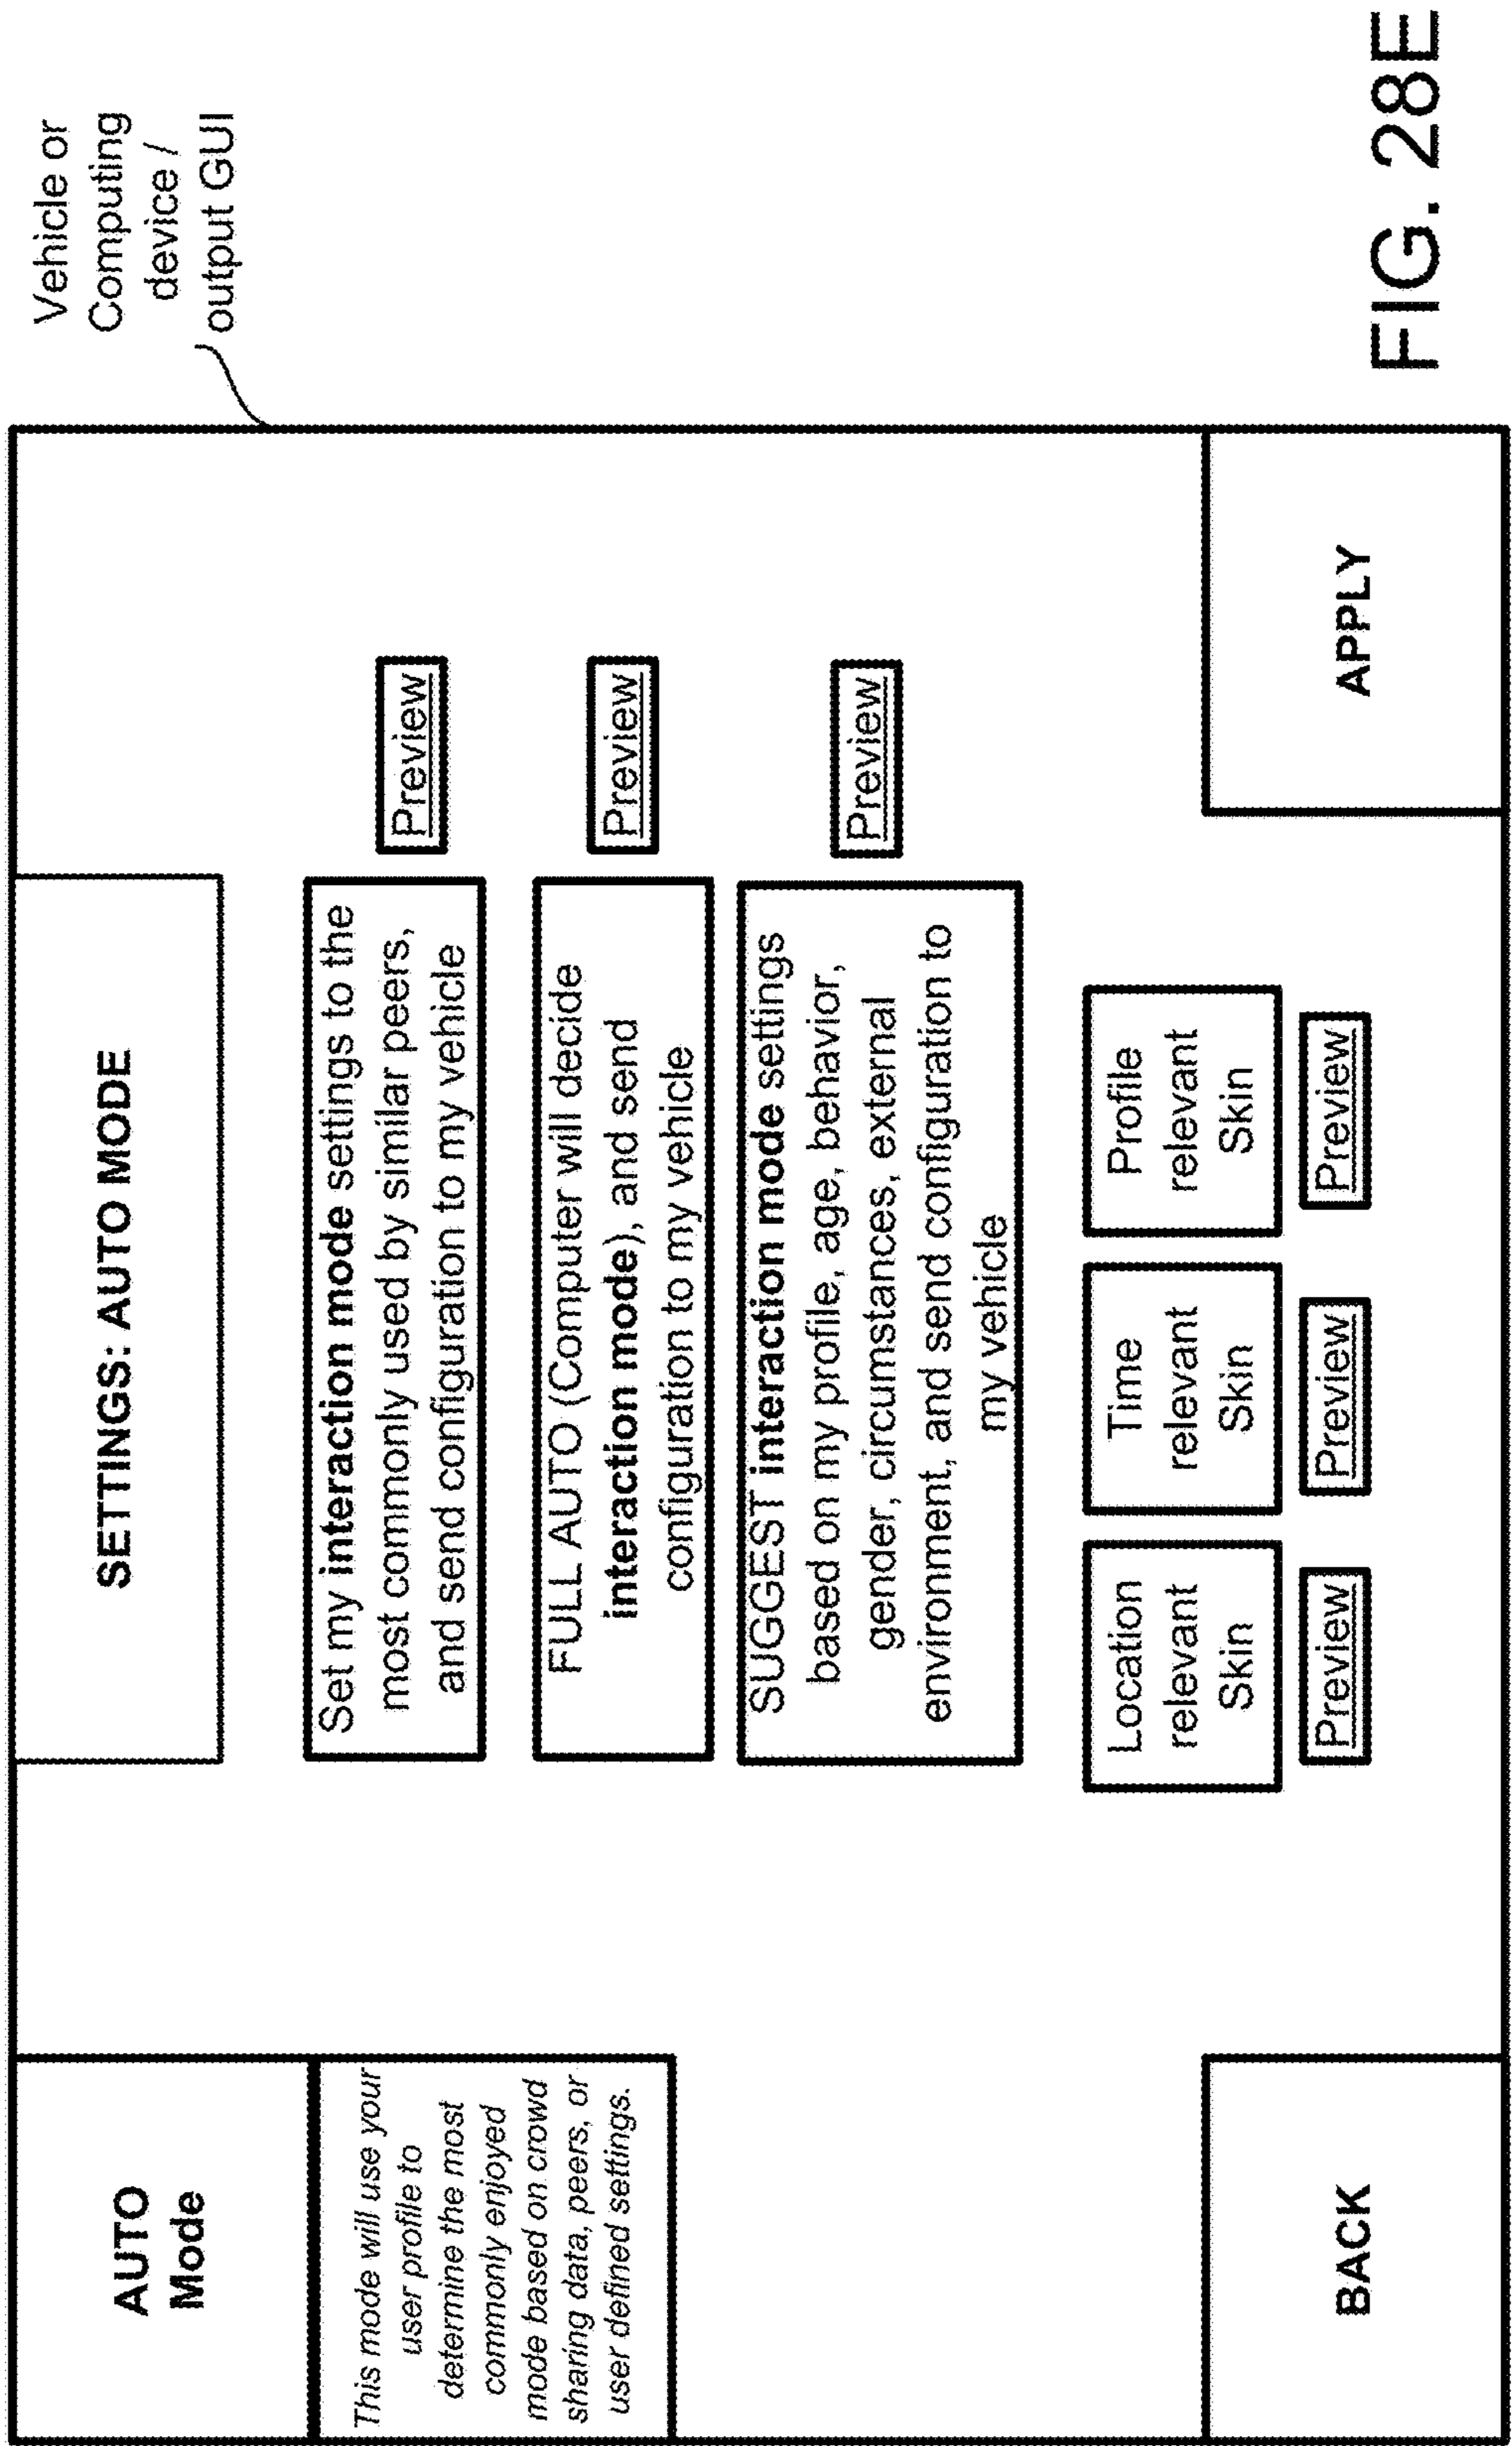 AUTO
Mode
This mode will use your
user profile to
determine the most
commonly enjoyed
mode based on crowd
sharing data, peers, or
user defined settings.
SETTINGS: AUTO MODE
Set my interaction mode settings to the
most commonly used by similar peers,
and send configuration to my vehicle
Preview
FULL AUTO (Computer will decide
interaction mode), and send
configuration to my vehicle
Preview
SUGGEST interaction mode settings
based on my profile, age, behavior,
gender, circumstances, external
environment, and send configuration to
my vehicle
Preview
Location
relevant
Skin
Preview
Time
relevant
Skin
Preview
Profile
relevant
Skin
Preview
BACK
APPLY
Vehicle or
Computing
device /
output GUI
FIG. 28E